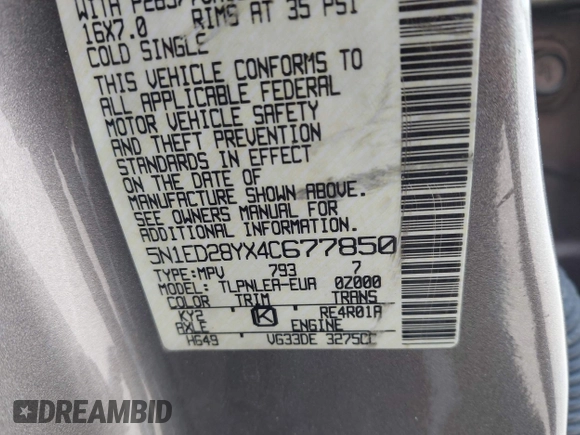 WITH
16X7.0 RIMS AT 35 PSI
COLD SINGLE
THIS VEHICLE CONFORMS TO
ALL APPLICABLE FEDERAL
MOTOR VEHICLE SAFETY
AND THEFT PREVENTION
STANDARDS IN EFFECT
ON THE DATE OF
MANUFACTURE SHOWN ABOVE.
SEE OWNERS MANUAL FOR
ADDITIONAL INFORMATION.
5N1ED28YX4C677850
TYPE:MPV 793 7
MODEL: TLPNLEA-EUA 0Z000
COLOR TRIM TRANS
KY2 K RE4R01A
AXLE ENGINE
HG49 VG33DE 3275CC
DREAMBID